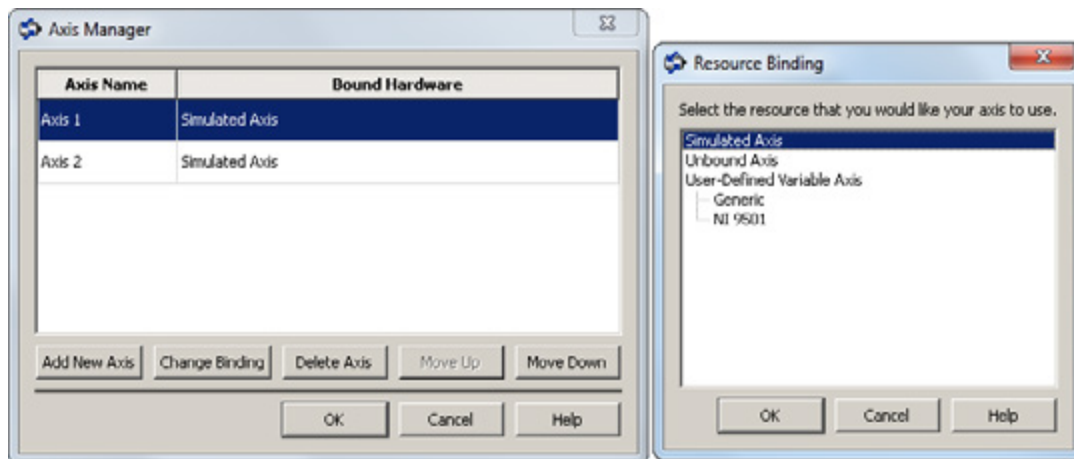 Axis Manager
Axis Name Bound Hardware
Axis 1 Simulated Axis
Axis 2 Simulated Axis
Add New Axis Change Binding Delete Axis Move Up Move Down
OK Cancel Help
Resource Binding
Select the resource that you would like your axis to use.
Simulated Axis
Unbound Axis
User-Defined Variable Axis
Generic
NI 9501
OK Cancel Help